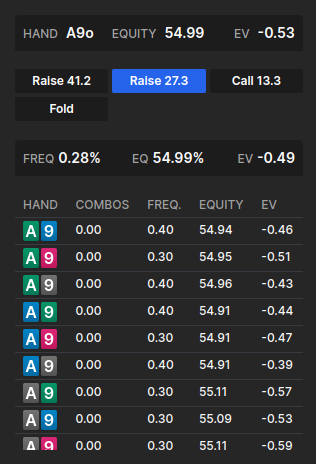 HAND A9o EQUITY 54.99 EV -0.53
Raise 41.2 Raise 27.3 Call 13.3
Fold
FREQ 0.28% EQ 54.99% EV -0.49
HAND COMBOS FREQ. EQUITY EV
A 9 0.00 0.40 54.94 -0.46
A 9 0.00 0.30 54.95 -0.51
A 9 0.00 0.40 54.96 -0.43
A 9 0.00 0.40 54.91 -0.44
A 9 0.00 0.30 54.91 -0.47
A 9 0.00 0.40 54.91 -0.39
A 9 0.00 0.30 55.11 -0.57
A 9 0.00 0.30 55.09 -0.53
A 9 0.00 0.30 55.11 -0.59